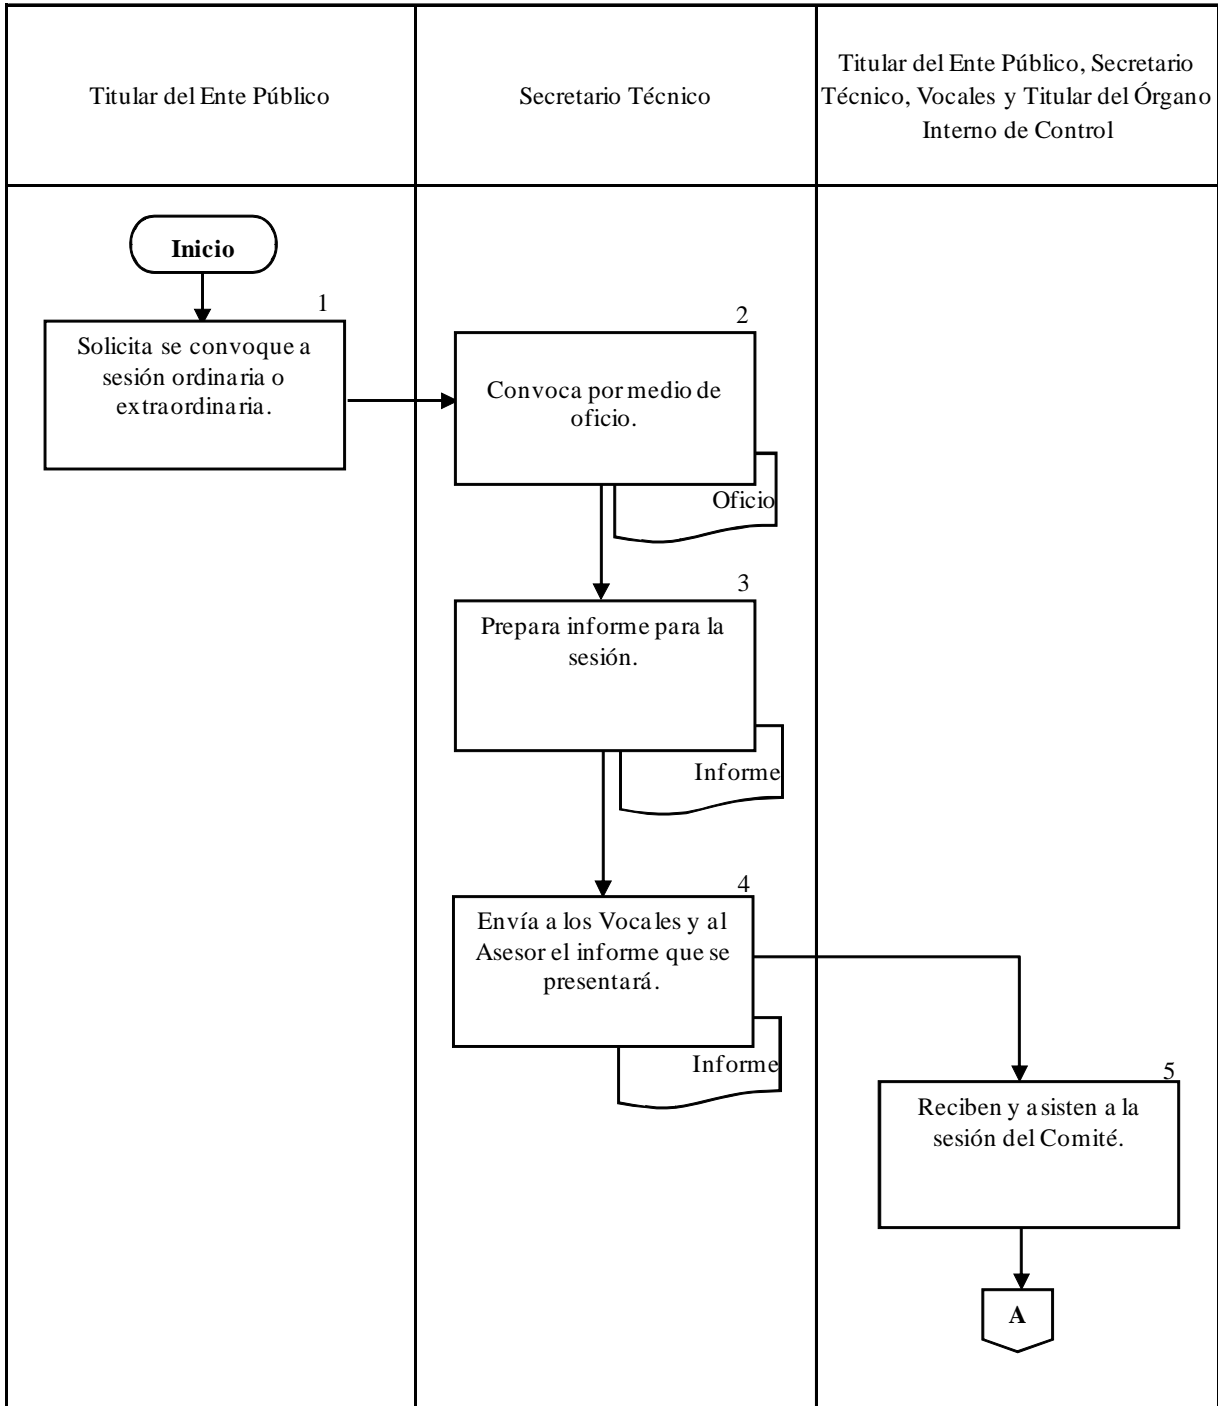 Titular del Ente Público
Secretario Técnico
Titular del Ente Público, Secretario
Técnico, Vocales y Titular del Órgano
Interno de Control
Inicio
1
Solicita se convoque a
sesión ordinaria o
extraordinaria.
2
Convoca por medio de
oficio.
Oficio
3
Prepara informe para la
sesión.
Informe
4
Envía a los Vocales y al
Asesor el informe que se
presentará.
Informe
5
Reciben y asisten a la
sesión del Comité.
A